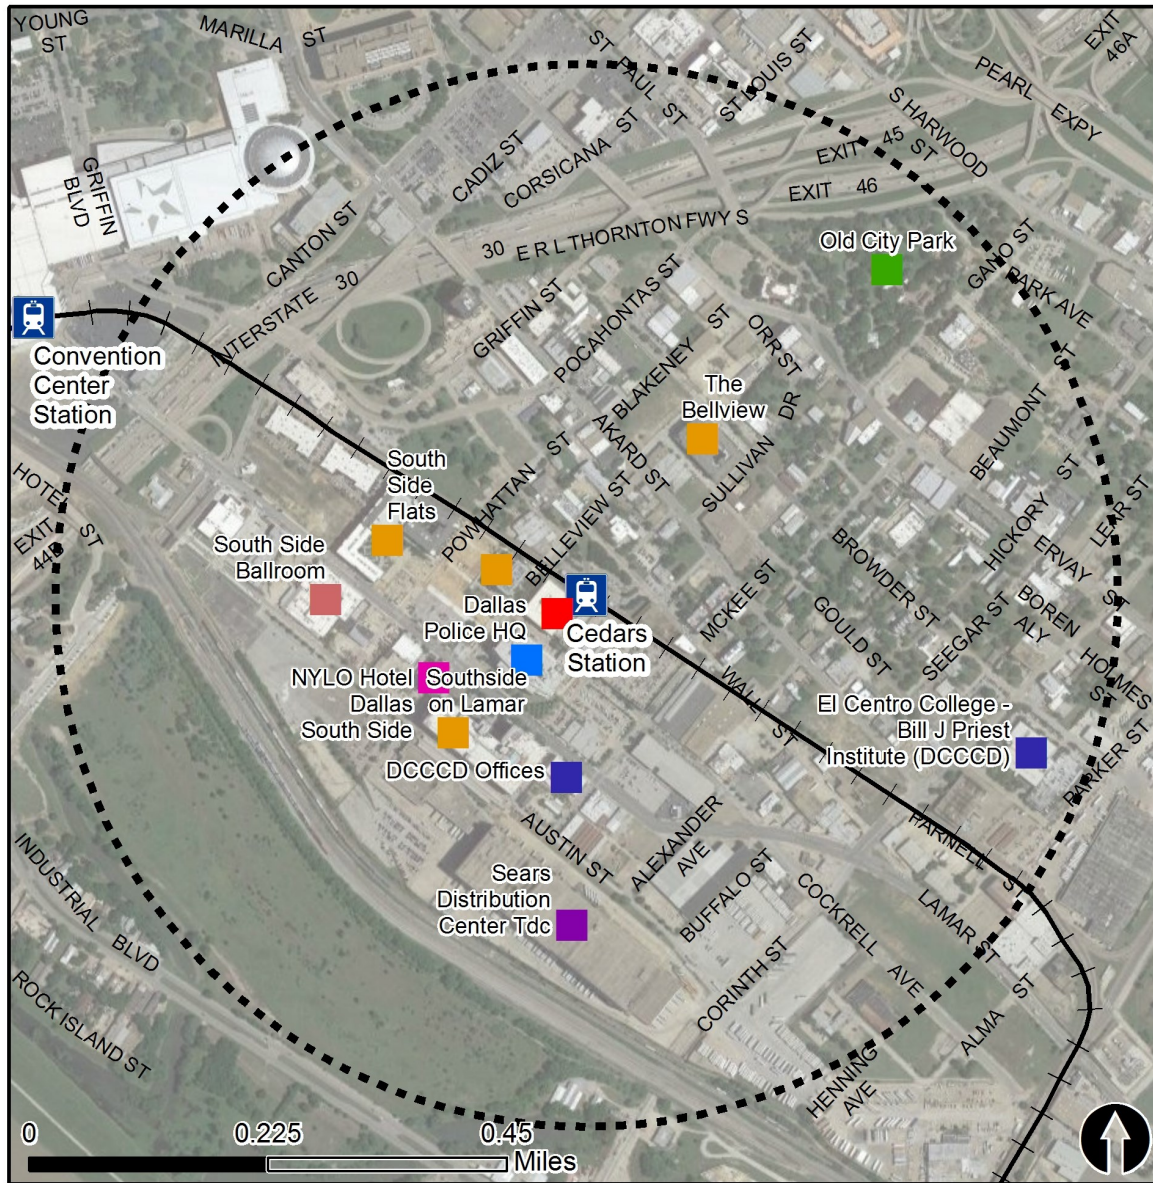 YOUNG
ST
MARILLA ST
ST PAUL ST
ST LOUIS ST
EXIT
46A
PEARL EXPY
S HARWOOD
ST
EXIT 45
EXIT 46
GRIFFIN
BLVD
CADIZ ST
CORSICANA ST
CANTON ST
30
E R L THORNTON FWY S
INTERSTATE 30
Old City Park
GANO ST
PARK AVE
Convention
Center
Station
GRIFFIN ST
POCAHONTAS ST
BLAKENEY ST
ORR ST
The
Bellview
SULLIVAN DR
AKARD ST
BEAUMONT ST
HOTEL ST
EXIT
44B
South
Side
Flats
POWHATTAN ST
BELLEVIEW ST
South Side
Ballroom
HICKORY ST
LEAR ST
ERVAY ST
BROWDER ST
BOREN
ALY
Dallas
Police HQ
Cedars
Station
MCKEE ST
GOULD ST
SEEGAR ST
HOLMES
ST
NYLO Hotel
Dallas
South Side
Southside
on Lamar
WALL ST
El Centro College -
Bill J Priest
Institute (DCCCD)
PARKER ST
DCCCD Offices
AUSTIN ST
ALEXANDER
AVE
PARNELL ST
INDUSTRIAL BLVD
Sears
Distribution
Center Tdc
BUFFALO ST
COCKRELL AVE
LAMAR ST
CORINTH ST
ALMA ST
ROCK ISLAND ST
HENNING
AVE
0 0.225 0.45
Miles